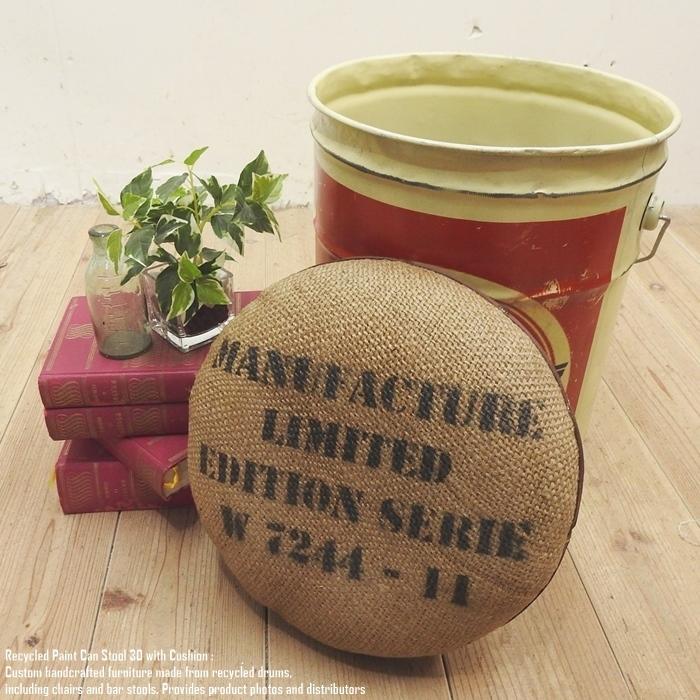 MANUFACTURE
LIMITED
EDITION SERIE
W 7244 - 11
Recycled Paint Can Stool 30 with Cushion :
Custom handcrafted furniture made from recycled drums,
including chairs and bar stools. Provides product photos and distributors